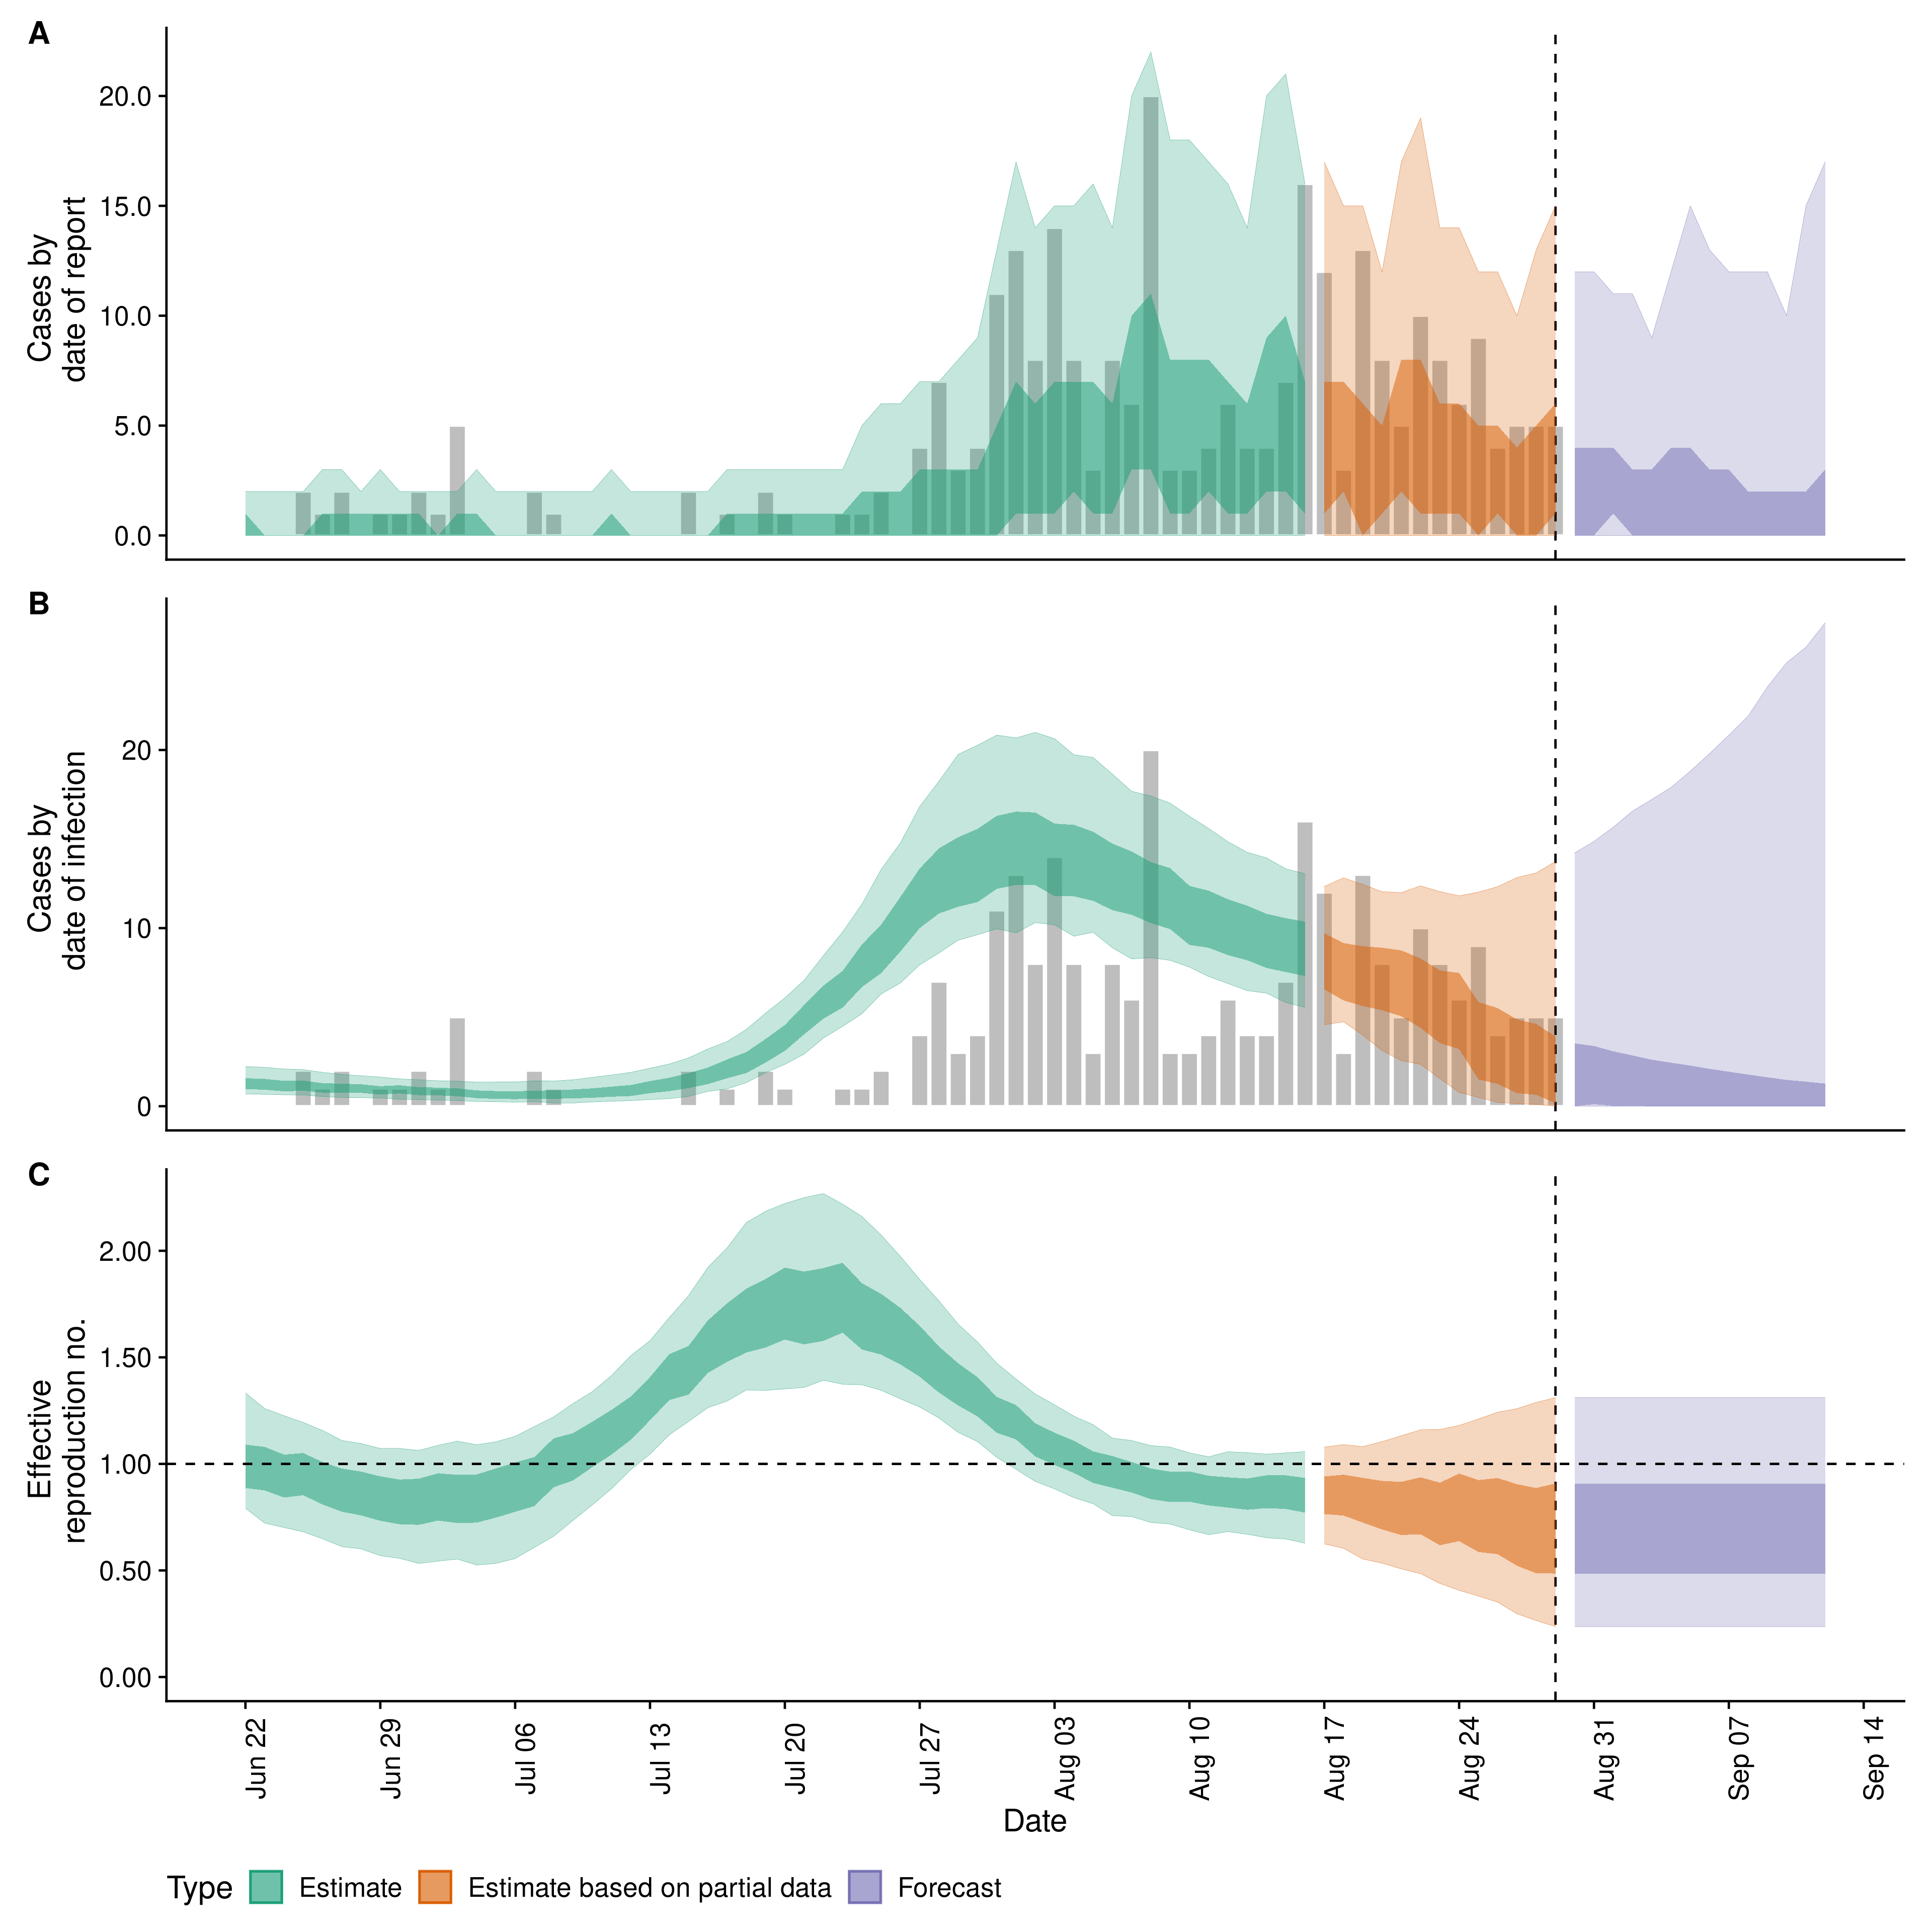 A
Cases by
date of report
20.0
15.0
10.0
5.0
0.0
B
Cases by
date of infection
20
10
0
C
Effective
reproduction no.
2.00
1.50
1.00
0.50
0.00
Jun 22
Jun 29
Jul 06
Jul 13
Jul 20
Jul 27
Aug 03
Aug 10
Aug 17
Aug 24
Aug 31
Sep 07
Sep 14
Date
Type Estimate Estimate based on partial data Forecast